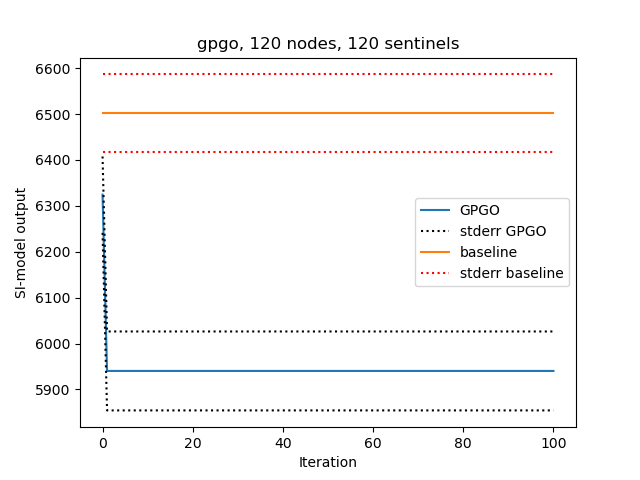 gpgo, 120 nodes, 120 sentinels
6600
6500
6400
6300
6200
6100
6000
5900
SI-model output
GPGO
stderr GPGO
baseline
stderr baseline
0
20
40
60
80
100
Iteration